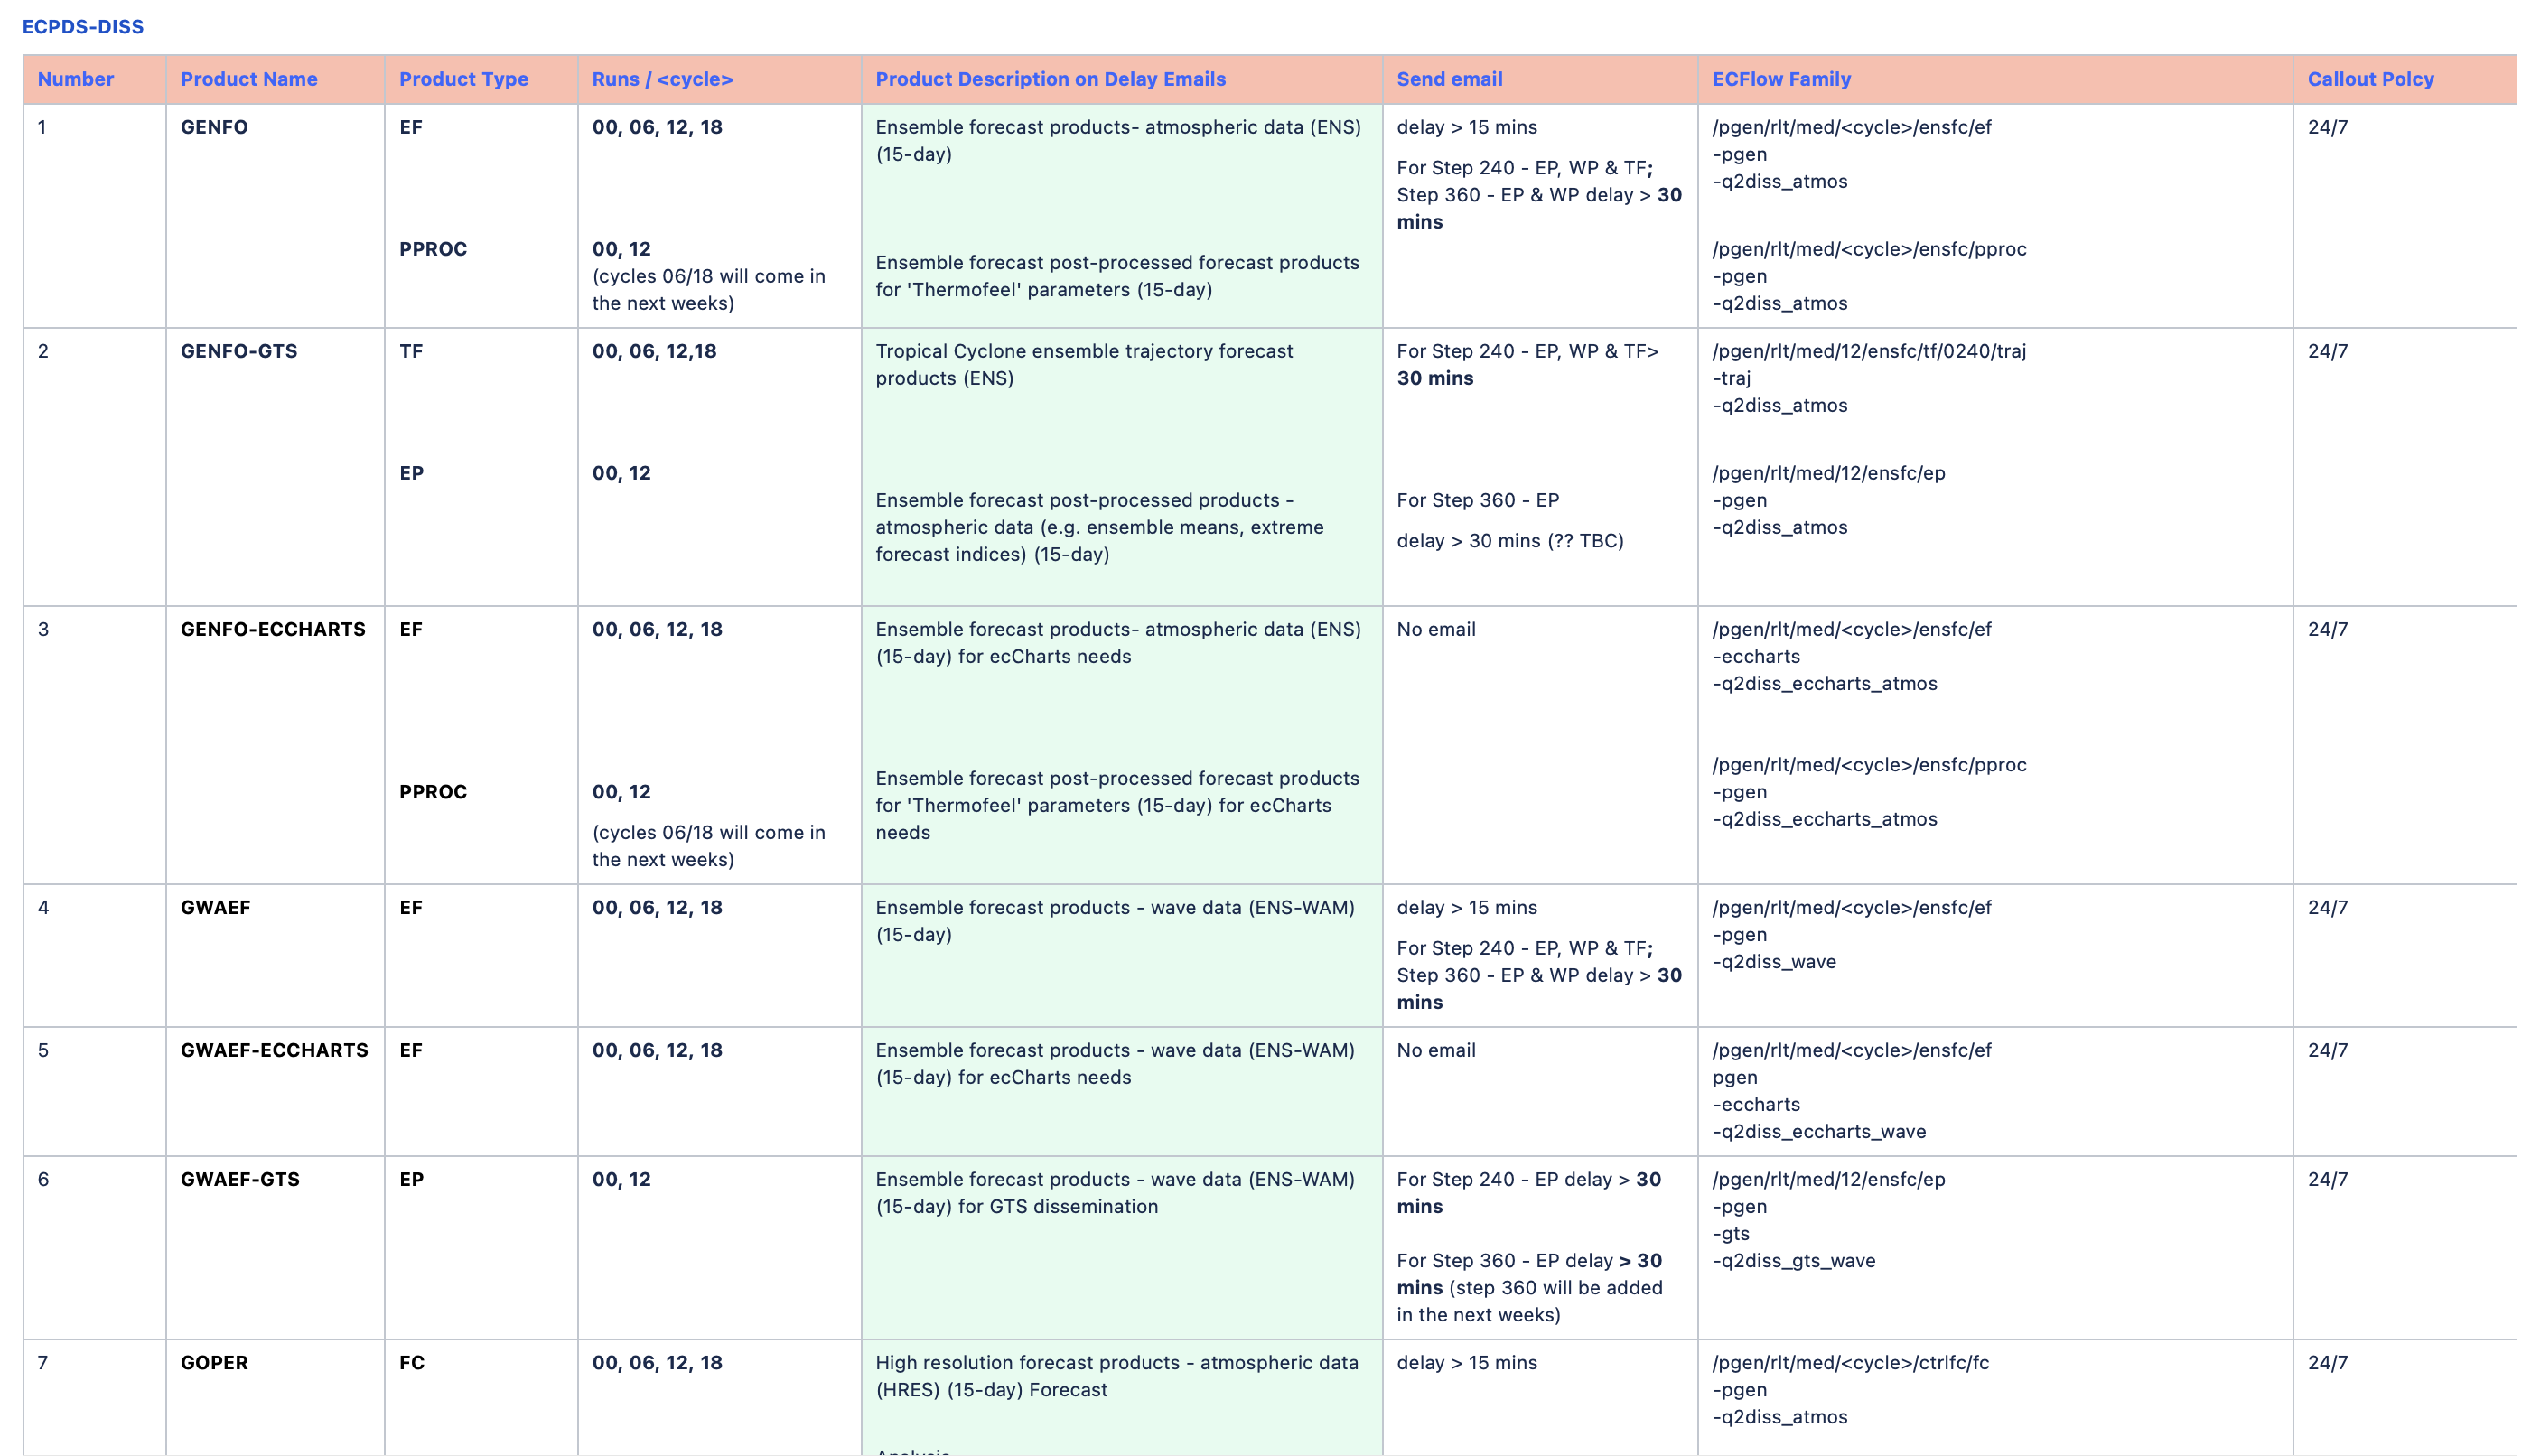 ECPDS-DISS
Number
Product Name
Product Type
Runs / <cycle>
Product Description on Delay Emails
Send email
ECFlow Family
Callout Polcy
1
GENFO
EF
00, 06, 12, 18
Ensemble forecast products- atmospheric data (ENS)
(15-day)
delay > 15 mins
For Step 240 - EP, WP & TF;
Step 360 - EP & WP delay > 30
mins
/pgen/rlt/med/<cycle>/ensfc/ef
-pgen
-q2diss_atmos
24/7
PPROC
00, 12
(cycles 06/18 will come in
the next weeks)
Ensemble forecast post-processed forecast products
for 'Thermofeel' parameters (15-day)
/pgen/rlt/med/<cycle>/ensfc/pproc
-pgen
-q2diss_atmos
2
GENFO-GTS
TF
00, 06, 12,18
Tropical Cyclone ensemble trajectory forecast
products (ENS)
For Step 240 - EP, WP & TF>
30 mins
/pgen/rlt/med/12/ensfc/tf/0240/traj
-traj
-q2diss_atmos
24/7
EP
00, 12
Ensemble forecast post-processed products -
atmospheric data (e.g. ensemble means, extreme
forecast indices) (15-day)
For Step 360 - EP
delay > 30 mins (?? TBC)
/pgen/rlt/med/12/ensfc/ep
-pgen
-q2diss_atmos
3
GENFO-ECCHARTS
EF
00, 06, 12, 18
Ensemble forecast products- atmospheric data (ENS)
(15-day) for ecCharts needs
No email
/pgen/rlt/med/<cycle>/ensfc/ef
-eccharts
-q2diss_eccharts_atmos
24/7
PPROC
00, 12
(cycles 06/18 will come in
the next weeks)
Ensemble forecast post-processed forecast products
for 'Thermofeel' parameters (15-day) for ecCharts
needs
/pgen/rlt/med/<cycle>/ensfc/pproc
-pgen
-q2diss_eccharts_atmos
4
GWAEF
EF
00, 06, 12, 18
Ensemble forecast products - wave data (ENS-WAM)
(15-day)
delay > 15 mins
For Step 240 - EP, WP & TF;
Step 360 - EP & WP delay > 30
mins
/pgen/rlt/med/<cycle>/ensfc/ef
-pgen
-q2diss_wave
24/7
5
GWAEF-ECCHARTS
EF
00, 06, 12, 18
Ensemble forecast products - wave data (ENS-WAM)
(15-day) for ecCharts needs
No email
/pgen/rlt/med/<cycle>/ensfc/ef
pgen
-eccharts
-q2diss_eccharts_wave
24/7
6
GWAEF-GTS
EP
00, 12
Ensemble forecast products - wave data (ENS-WAM)
(15-day) for GTS dissemination
For Step 240 - EP delay > 30
mins
For Step 360 - EP delay > 30
mins (step 360 will be added
in the next weeks)
/pgen/rlt/med/12/ensfc/ep
-pgen
-gts
-q2diss_gts_wave
24/7
7
GOPER
FC
00, 06, 12, 18
High resolution forecast products - atmospheric data
(HRES) (15-day) Forecast
delay > 15 mins
/pgen/rlt/med/<cycle>/ctrlfc/fc
-pgen
-q2diss_atmos
24/7